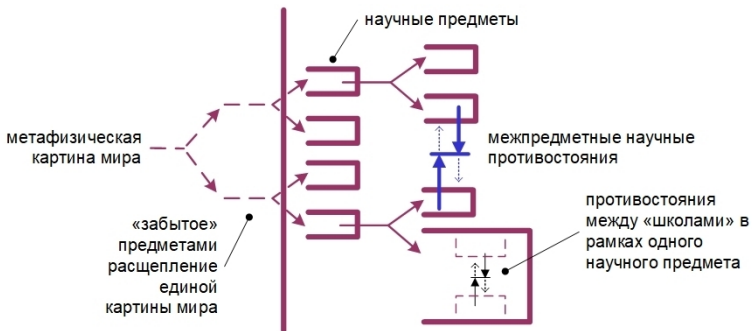 научные предметы
метафизическая
картина мира
межпредметные научные
противостояния
«забытое»
предметами
расщепление
единой
картины мира
противостояния
между «школами» в
рамках одного
научного предмета